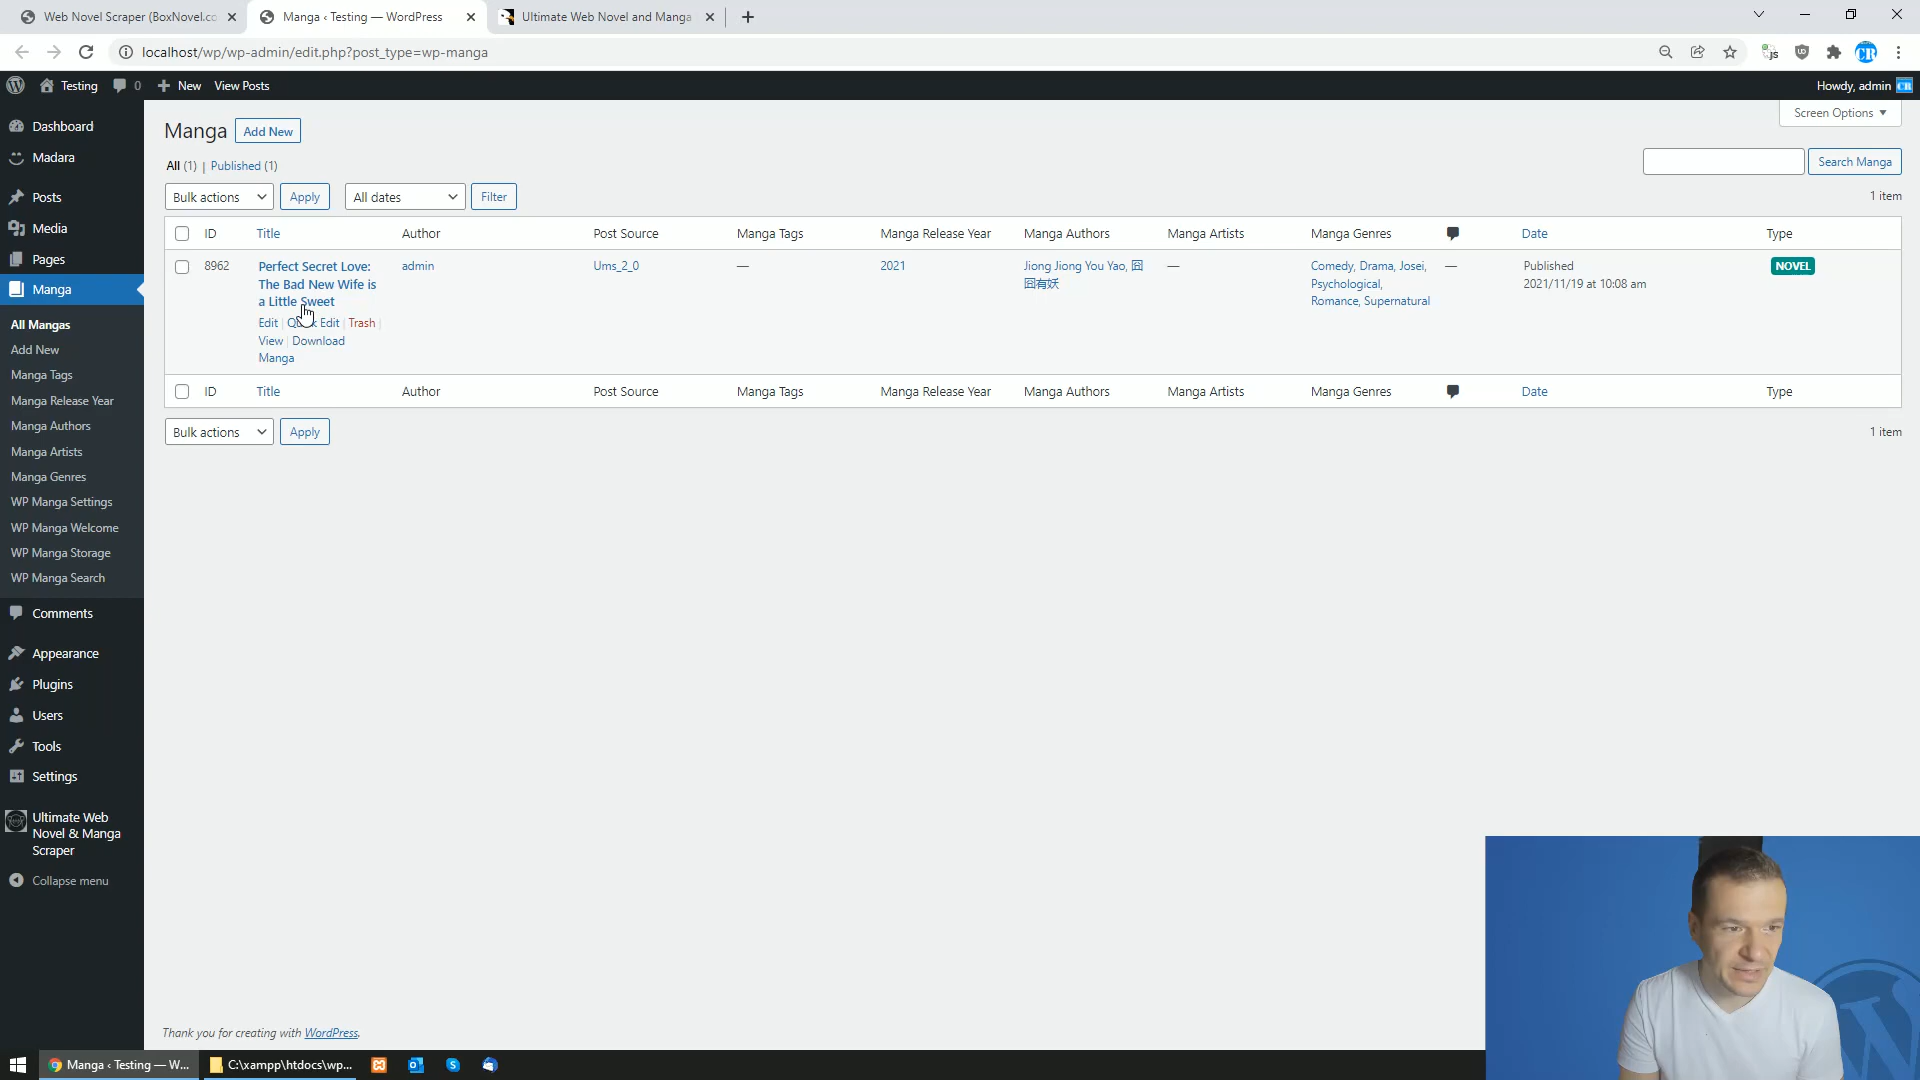 Web Novel Scraper (BoxNovel.co
Manga ‹ Testing — WordPress
Ultimate Web Novel and Manga
localhost/wp/wp-admin/edit.php?post_type=wp-manga
Testing
0
New
View Posts
Howdy, admin
Dashboard
Madara
Posts
Media
Pages
Manga
All Mangas
Add New
Manga Tags
Manga Release Year
Manga Authors
Manga Artists
Manga Genres
WP Manga Settings
WP Manga Welcome
WP Manga Storage
WP Manga Search
Comments
Appearance
Plugins
Users
Tools
Settings
Ultimate Web
Novel & Manga
Scraper
Collapse menu
Manga Add New
Screen Options
All (1) | Published (1)
Search Manga
Bulk actions Apply All dates Filter
1 item
ID Title Author Post Source Manga Tags Manga Release Year Manga Authors Manga Artists Manga Genres Date Type
8962 Perfect Secret Love: admin Ums_2_0 — 2021 Jiong Jiong You Yao, 囧 — Comedy, Drama, Josei, — Published NOVEL
The Bad New Wife is 囧有妖 Psychological, 2021/11/19 at 10:08 am
a Little Sweet Romance, Supernatural
Edit | Quick Edit | Trash |
View | Download
Manga
ID Title Author Post Source Manga Tags Manga Release Year Manga Authors Manga Artists Manga Genres Date Type
Bulk actions Apply
1 item
Thank you for creating with WordPress.
Manga ‹ Testing — W...
C:\xampp\htdocs\wp...